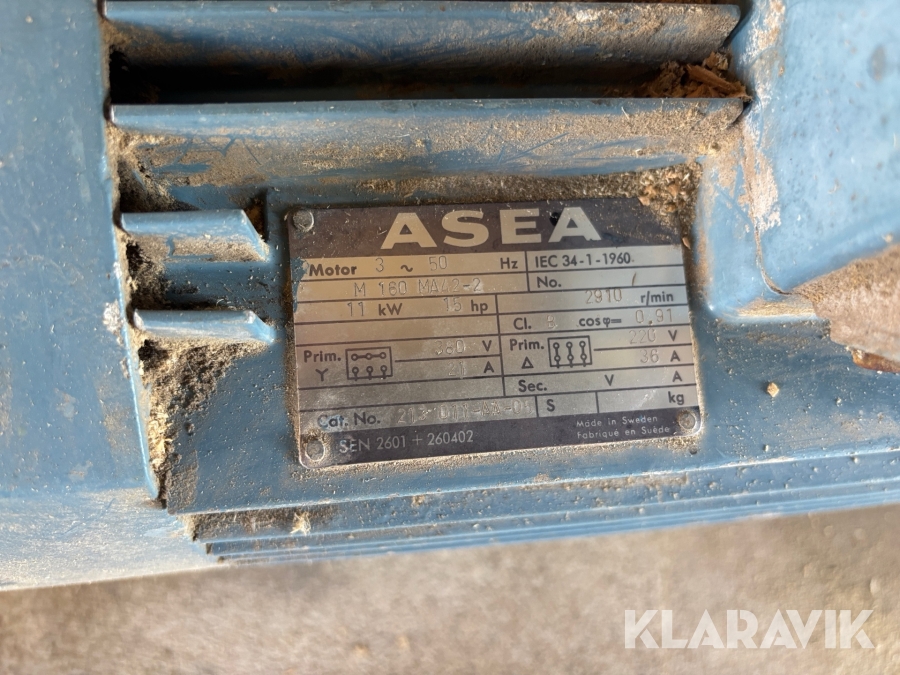 ASEA
Motor 3 ~ 50 Hz IEC 34-1-1960
M 160 MA42-2 No.
11 kW 15 hp 2910 r/min
Cl. cosφ= 0,91
Prim. Y 380 V 21 A
Prim. Δ 220 V 36 A
Sec. V A
Cat. No. S kg
SEN 2601 + 260402
Made in Sweden
Fabriqué en Suède
KLARAVIK